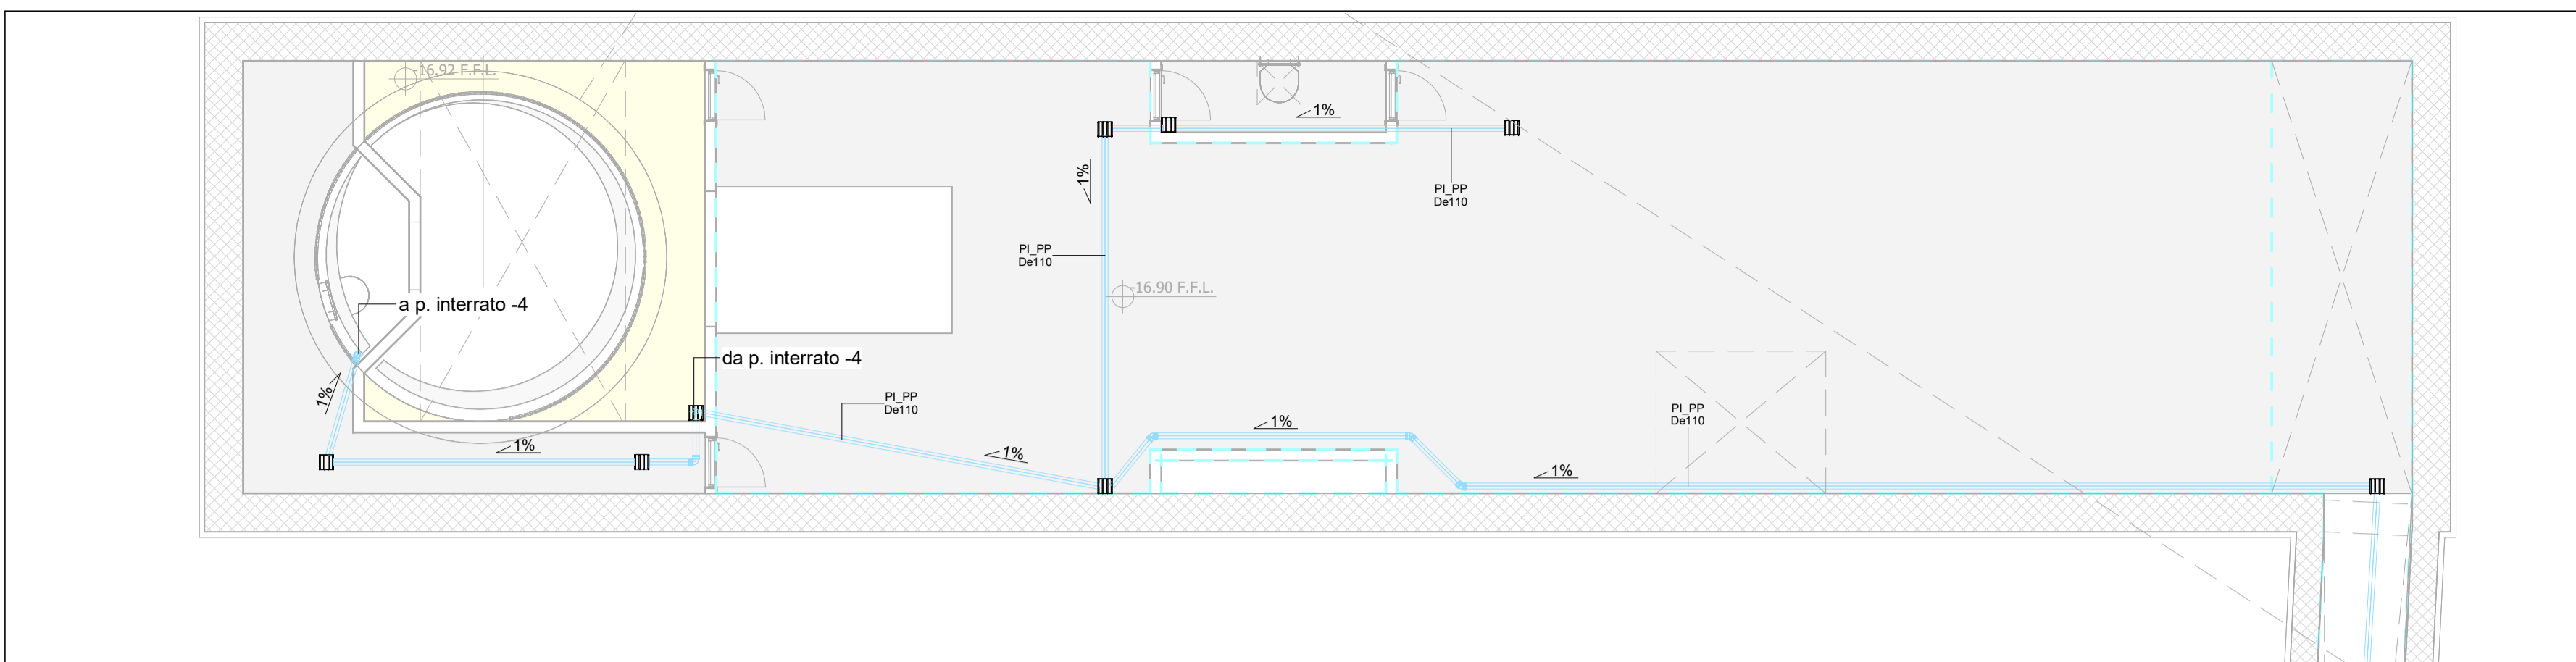 -16.92 F.F.L.
1%
1%
PI_PP
De110
PI_PP
De110
-16.90 F.F.L.
a p. interrato -4
da p. interrato -4
1%
PI_PP
De110
PI_PP
De110
1%
1%
1%
1%